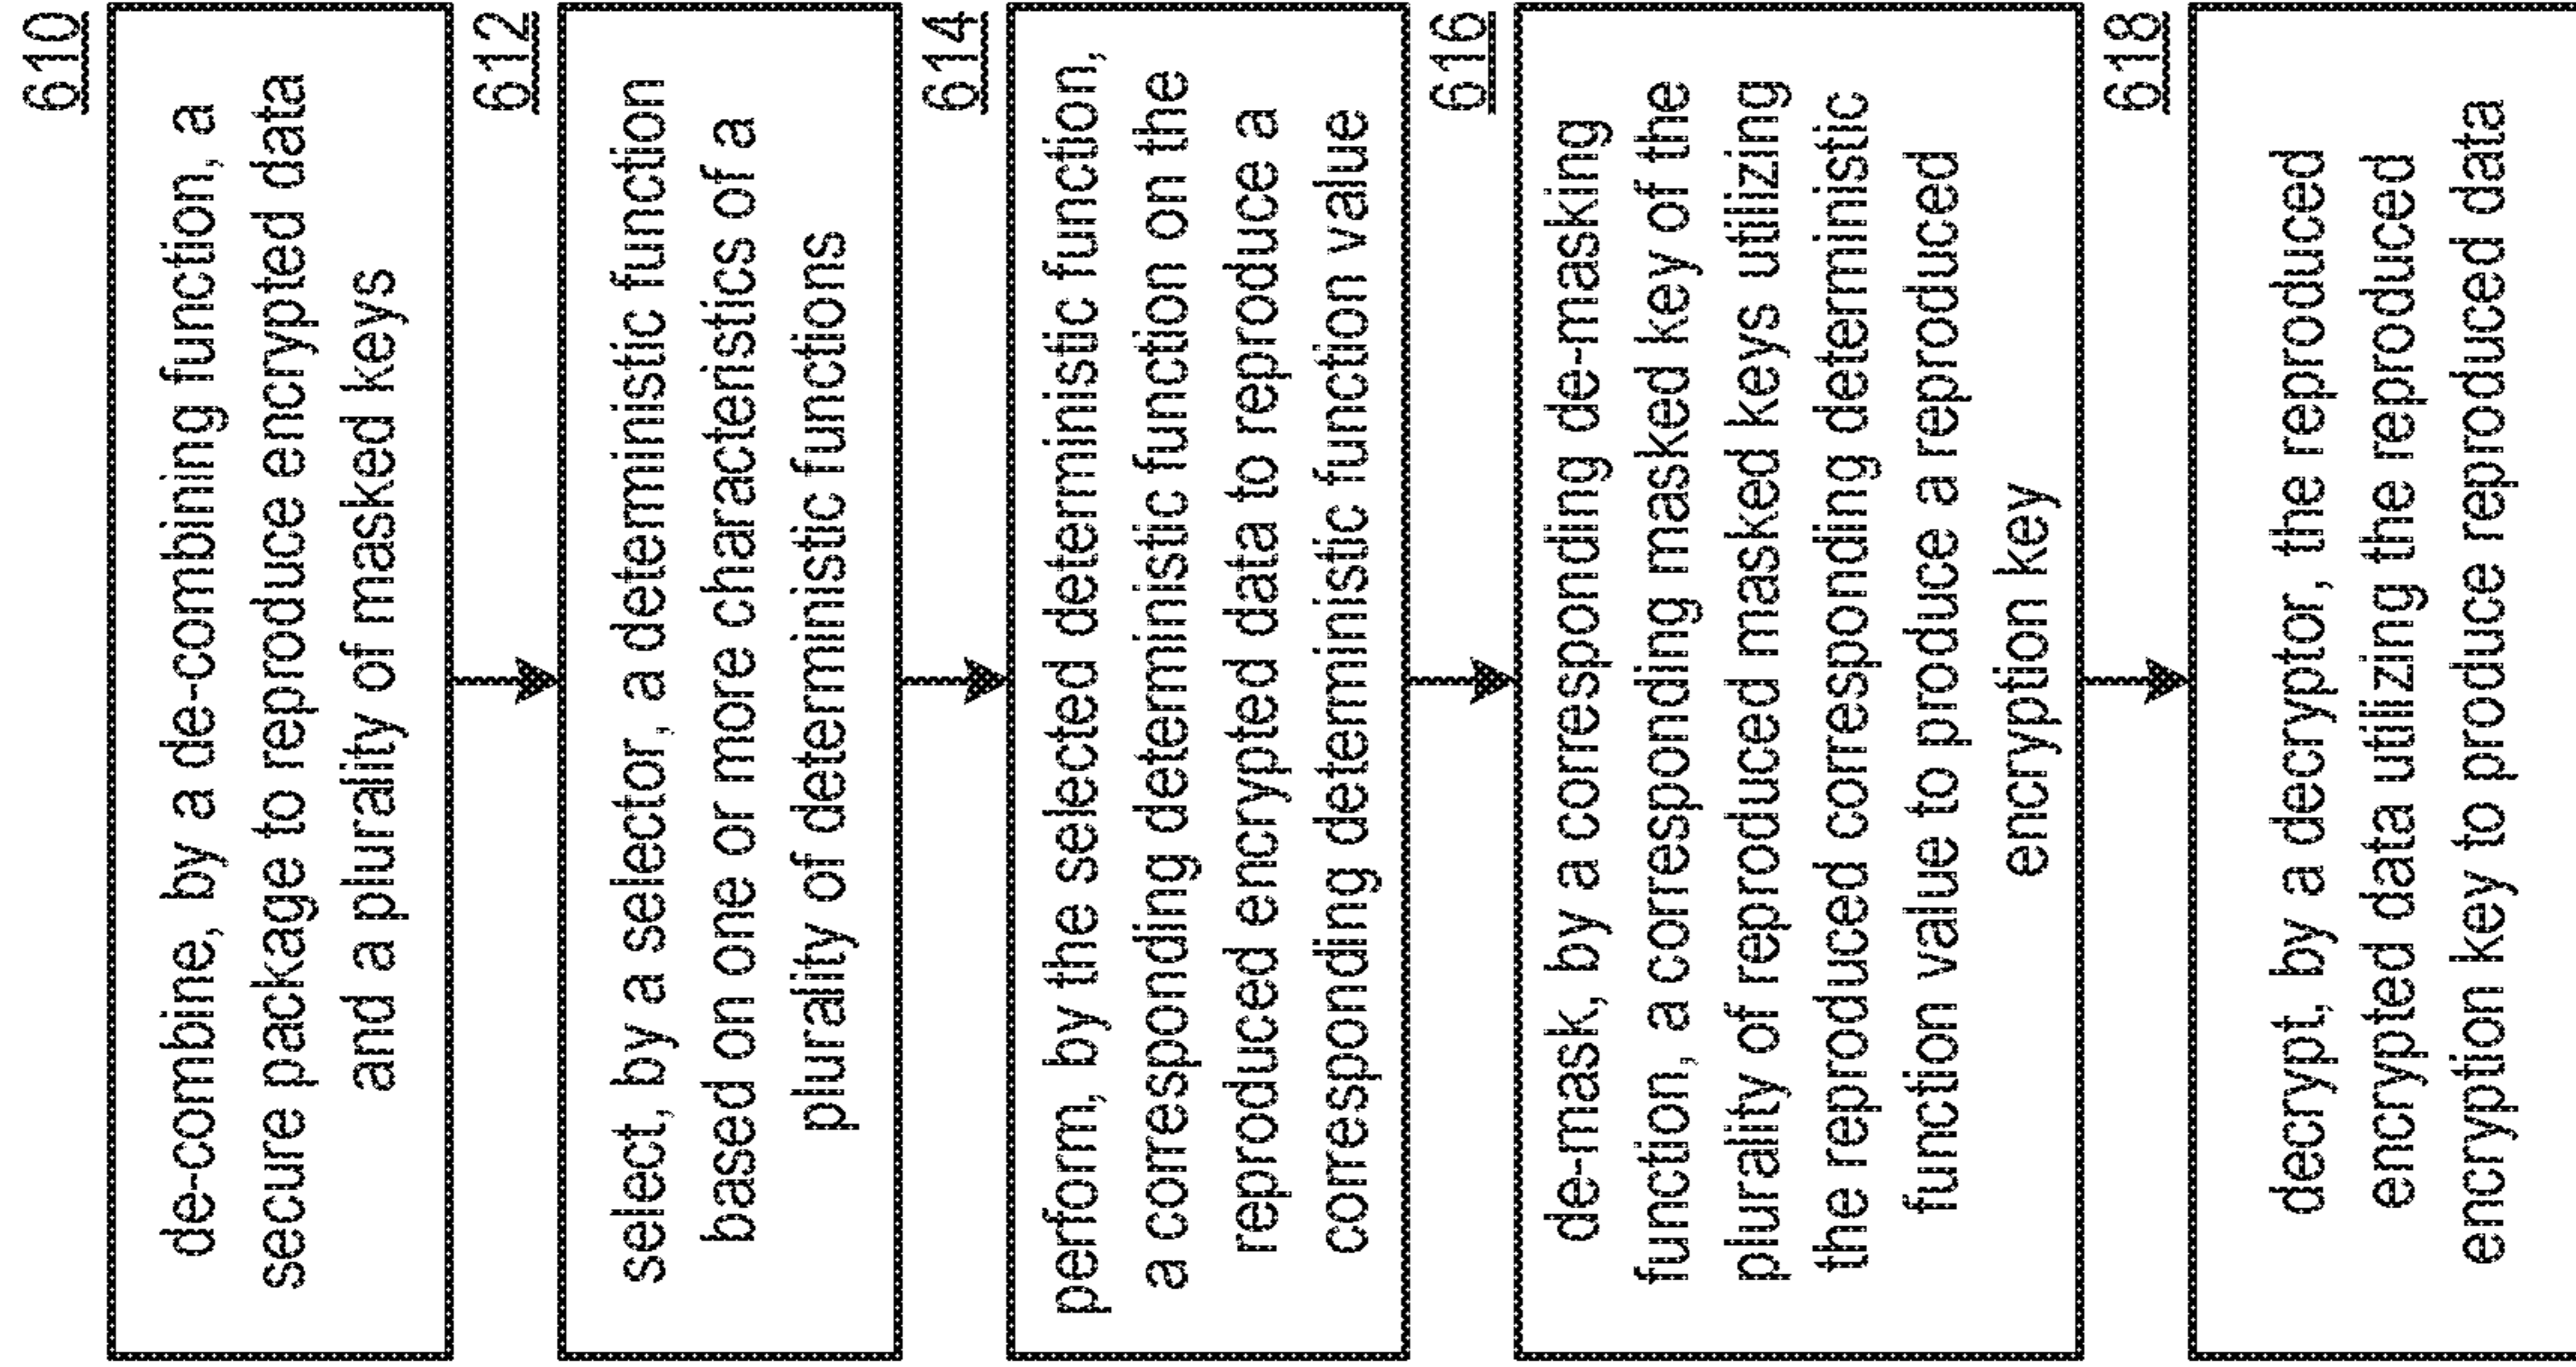 610
de-combine, by a de-combining function, a
secure package to reproduce encrypted data
and a plurality of masked keys
612
select, by a selector, a deterministic function
based on one or more characteristics of a
plurality of deterministic functions
614
perform, by the selected deterministic function,
a corresponding deterministic function on the
reproduced encrypted data to reproduce a
corresponding deterministic function value
616
de-mask, by a corresponding de-masking
function, a corresponding masked key of the
plurality of reproduced masked keys utilizing
the reproduced corresponding deterministic
function value to produce a reproduced
encryption key
618
decrypt, by a decryptor, the reproduced
encrypted data utilizing the reproduced
encryption key to produce reproduced data